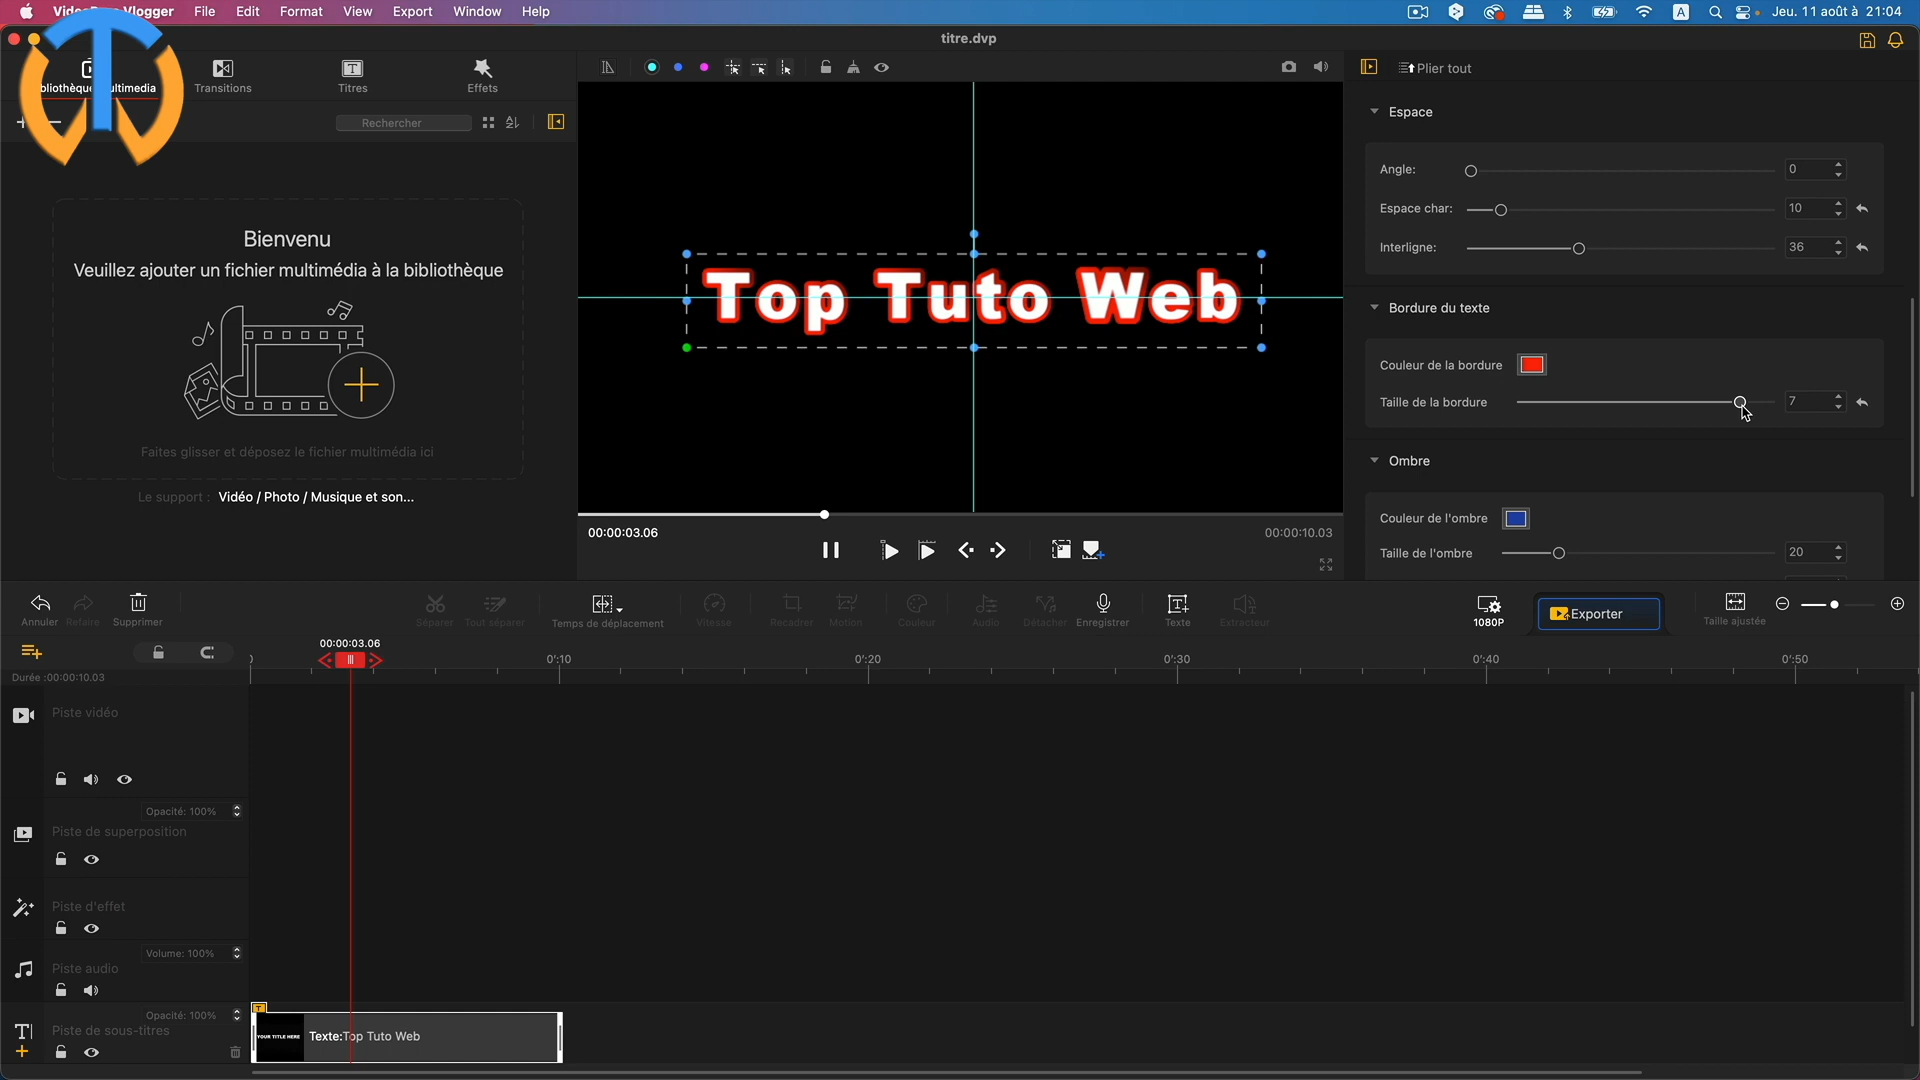 Vlogger File Edit Format View Export Window Help
A Jeu. 11 août à 21:04
titre.dvp
Transitions Titres Effets
Rechercher
Plier tout
Bienvenu
Veuillez ajouter un fichier multimédia à la bibliothèque
Faites glisser et déposez le fichier multimédia ici
Le support : Vidéo / Photo / Musique et son...
Top Tuto Web
00:00:03.06
00:00:10.03
Espace
Angle: 0
Espace char: 10
Interligne: 36
Bordure du texte
Couleur de la bordure
Taille de la bordure 7
Ombre
Couleur de l'ombre
Taille de l'ombre 20
Annuler Refaire Supprimer
Séparer Tout séparer Temps de déplacement Vitesse Recadrer Motion Couleur Audio Détacher Enregistrer Texte Extracteur
1080P Exporter Taille ajustée
00:00:03.06
0':10 0':20 0':30 0':40 0':50
Durée :00:00:10.03
Piste vidéo
Opacité: 100%
Piste de superposition
Piste d'effet
Volume: 100%
Piste audio
Opacité: 100%
Piste de sous-titres
YOUR TITLE HERE Texte:Top Tuto Web